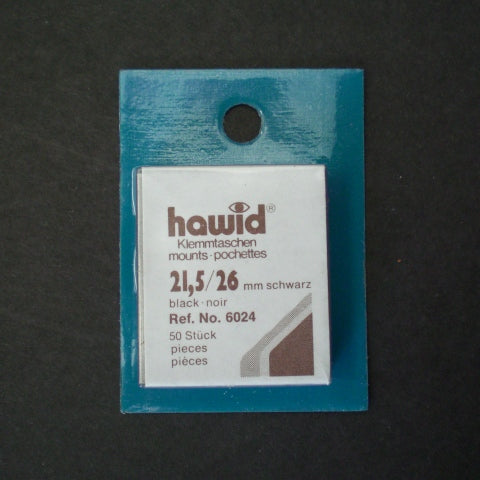 hawid®
Klemmtaschen
mounts·pochettes
21,5/26 mm schwarz
black·noir
Ref. No. 6024
50 Stück
pieces
pièces